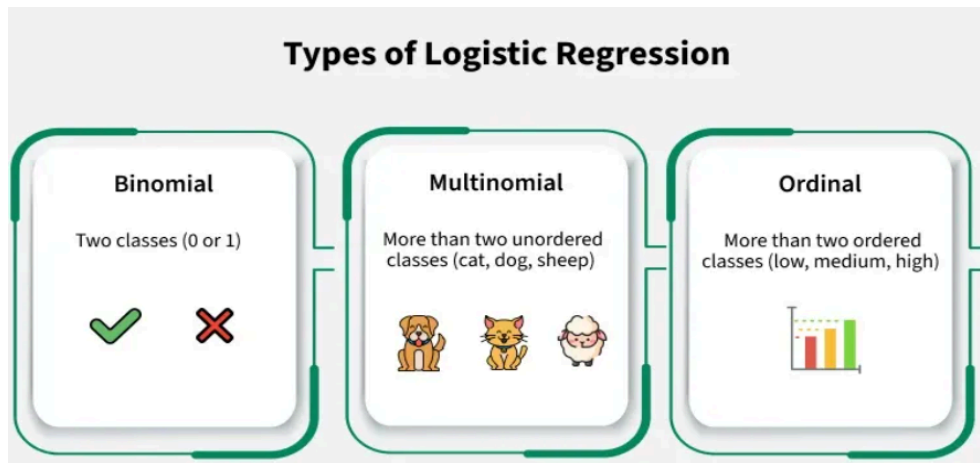 Types of Logistic Regression
Binomial
Two classes (0 or 1)
Multinomial
More than two unordered
classes (cat, dog, sheep)
Ordinal
More than two ordered
classes (low, medium, high)